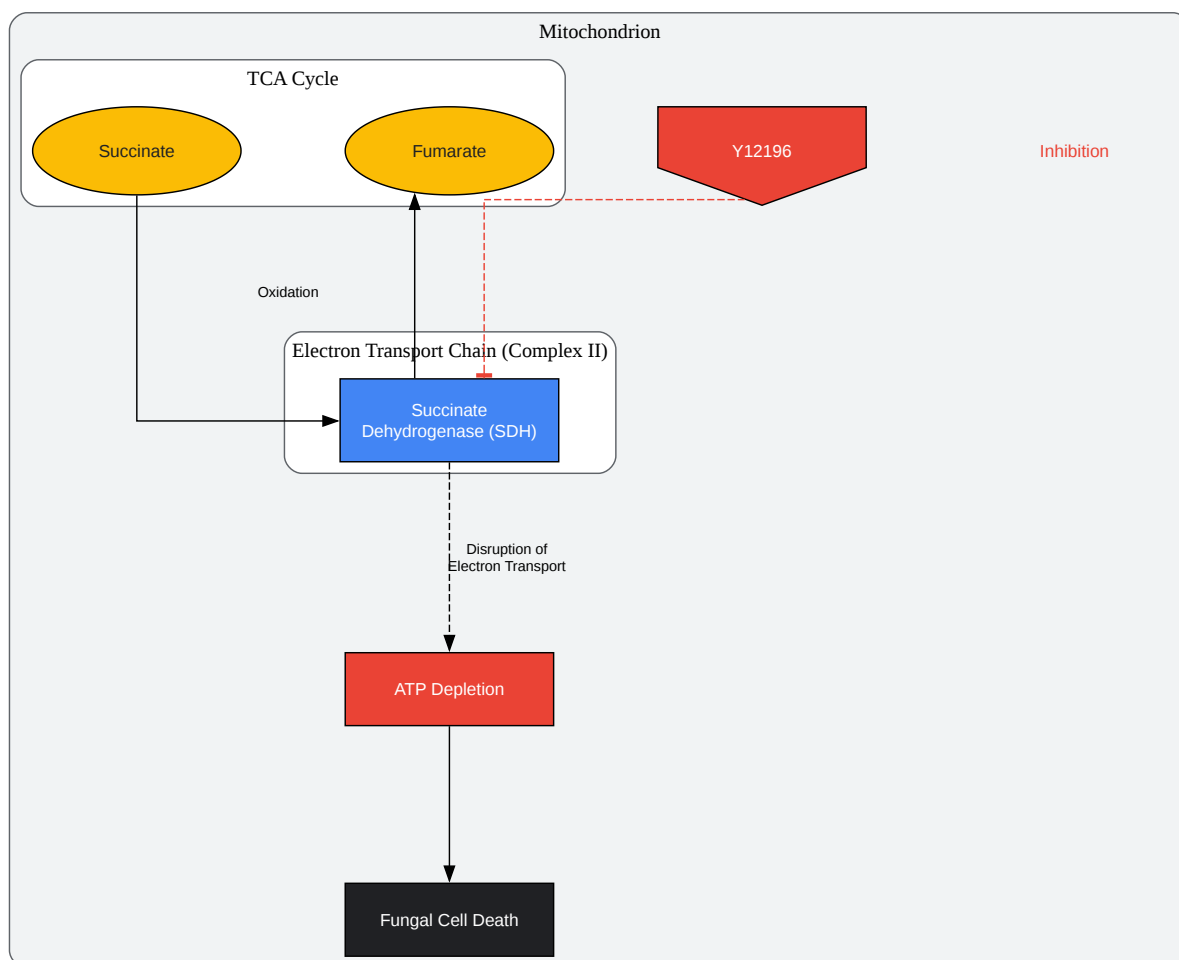 Mitochondrion
TCA Cycle
Succinate
Fumarate
Y12196
Inhibition
Oxidation
Electron Transport Chain (Complex II)
Succinate
Dehydrogenase (SDH)
Disruption of
Electron Transport
ATP Depletion
Fungal Cell Death